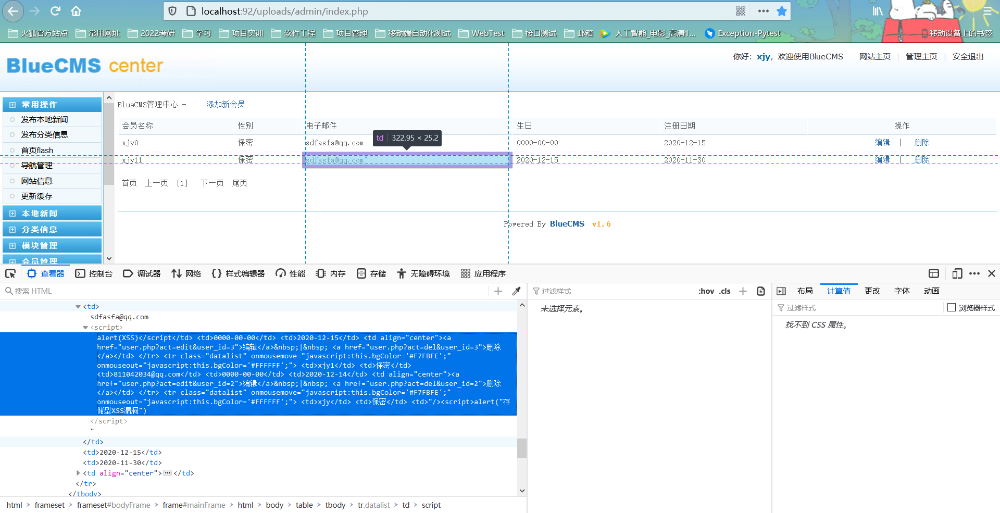 localhost:92/uploads/admin/index.php
火狐官方站点 常用网址 2022考研 学习 项目实训 软件工程 项目管理 移动端自动化测试 WebTest 接口测试 邮箱 人工智能_电影_高清1... Exception-Pytest 移动设备上的书签
BlueCMS center
你好：xjy，欢迎使用BlueCMS 网站主页 管理主页 安全退出
常用操作
发布本地新闻
发布分类信息
首页flash
导航管理
网站信息
更新缓存
本地新闻
分类信息
模块管理
会员管理
BlueCMS管理中心 - 添加新会员
会员名称 性别 电子邮件 生日 注册日期 操作
td 322.95 × 25.2
xjy0 保密 sdfasfa@qq.com 0000-00-00 2020-12-15 编辑 | 删除
xjy11 保密 sdfasfa@qq.com" 2020-12-15 2020-11-30 编辑 | 删除
首页 上一页 [1] 下一页 尾页
Powered By BlueCMS v1.6
查看器 控制台 调试器 网络 样式编辑器 性能 内存 存储 无障碍环境 应用程序
搜索 HTML
<td>
sdfasfa@qq.com
<script>
alert(XSS)</script</td> <td>0000-00-00</td> <td>2020-12-15</td> <td align="center"><a
href="user.php?act=edit&user_id=3">编辑</a>&nbsp;|&nbsp; <a href="user.php?act=del&user_id=3">删除
</a></td> </tr> <tr class="datalist" onmousemove="javascript:this.bgColor='#F7FBFE';"
onmouseout="javascript:this.bgColor='#FFFFFF';"> <td>xjy1</td> <td>保密</td>
<td>811042034@qq.com</td> <td>0000-00-00</td> <td>2020-12-14</td> <td align="center"><a
href="user.php?act=edit&user_id=2">编辑</a>&nbsp;|&nbsp; <a href="user.php?act=del&user_id=2">删除
</a></td> </tr> <tr class="datalist" onmousemove="javascript:this.bgColor='#F7FBFE';"
onmouseout="javascript:this.bgColor='#FFFFFF';"> <td>xjy</td> <td>保密</td> <td>"/><script>alert("存
储型XSS漏洞")
</script>
"
</td>
<td>2020-12-15</td>
<td>2020-11-30</td>
<td align="center">…</td>
</tr>
</tbody>
html > frameset > frameset#bodyFrame > frame#mainFrame > html > body > table > tbody > tr.datalist > td > script
过滤样式 :hov .cls
未选择元素。
布局 计算值 更改 字体 动画
过滤样式 浏览器样式
找不到 CSS 属性。